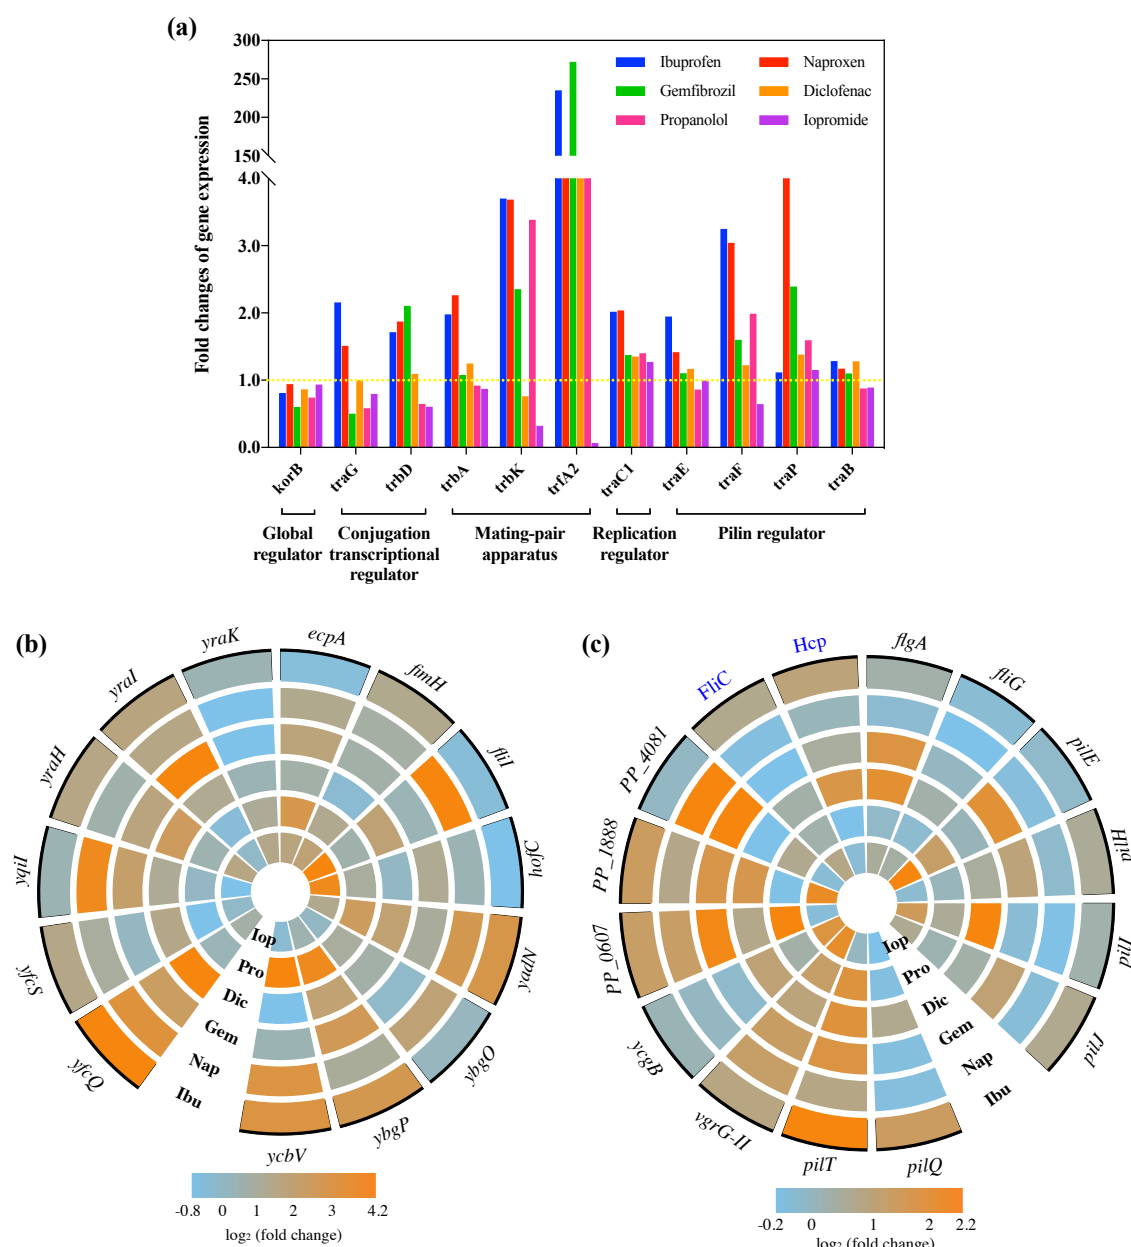 (a)
300
250
200
150
4.0
3.0
2.0
1.0
0.0
Fold changes of gene expression
Ibuprofen
Naproxen
Gemfibrozil
Diclofenac
Propanolol
Iopromide
korB
traG
trbD
trbA
trbK
trfA2
traC1
traE
traF
traP
traB
Global
regulator
Conjugation
transcriptional
regulator
Mating-pair
apparatus
Replication
regulator
Pilin regulator
(b)
yraK
ecpA
fimH
fliI
hofC
yadN
ybgO
ybgP
ycbV
yfcQ
yfcS
yqiI
yraH
yraI
Iop
Pro
Dic
Gem
Nap
Ibu
-0.8 0 1 2 3 4.2
log₂ (fold change)
(c)
Hcp
flgA
fliG
pilE
pilH
pilI
pilJ
pilQ
pilT
vgrG-II
ycgB
PP_0607
PP_1888
PP_4081
FliC
Iop
Pro
Dic
Gem
Nap
Ibu
-0.2 0 1 2 2.2
log₂ (fold change)